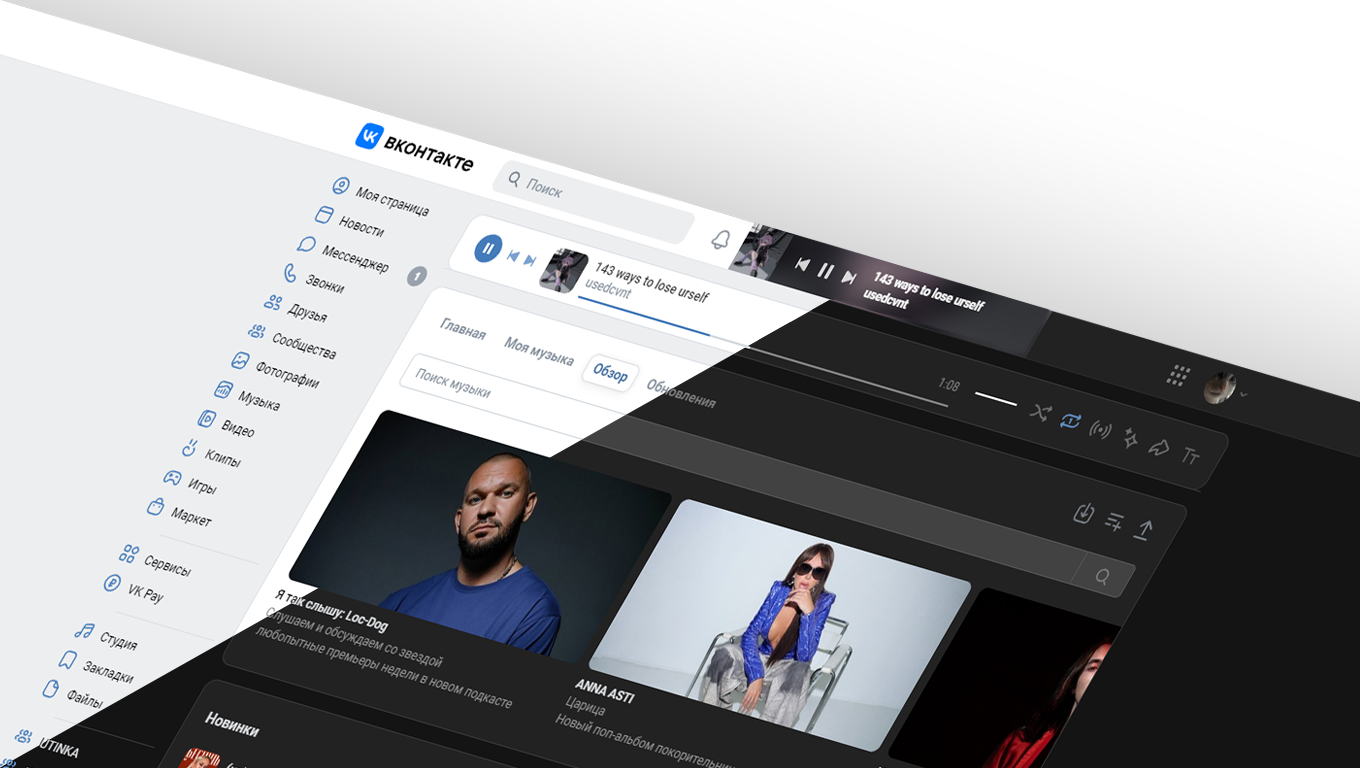 вконтакте
Поиск
143 ways to lose urself
usedcvnt
Моя страница
Новости
Мессенджер
1
Звонки
Друзья
Сообщества
Фотографии
Музыка
Видео
Клипы
Игры
Маркет
Сервисы
VK Pay
Студия
Закладки
Файлы
UTINKA
143 ways to lose urself
usedcvnt
1:08
Главная
Моя музыка
Обзор
Обновления
Поиск музыки
Я так слышу: Loc-Dog
Слушаем и обсуждаем со звездой
любопытные премьеры недели в новом подкасте
ANNA ASTI
Царица
Новый поп-альбом
Новинки